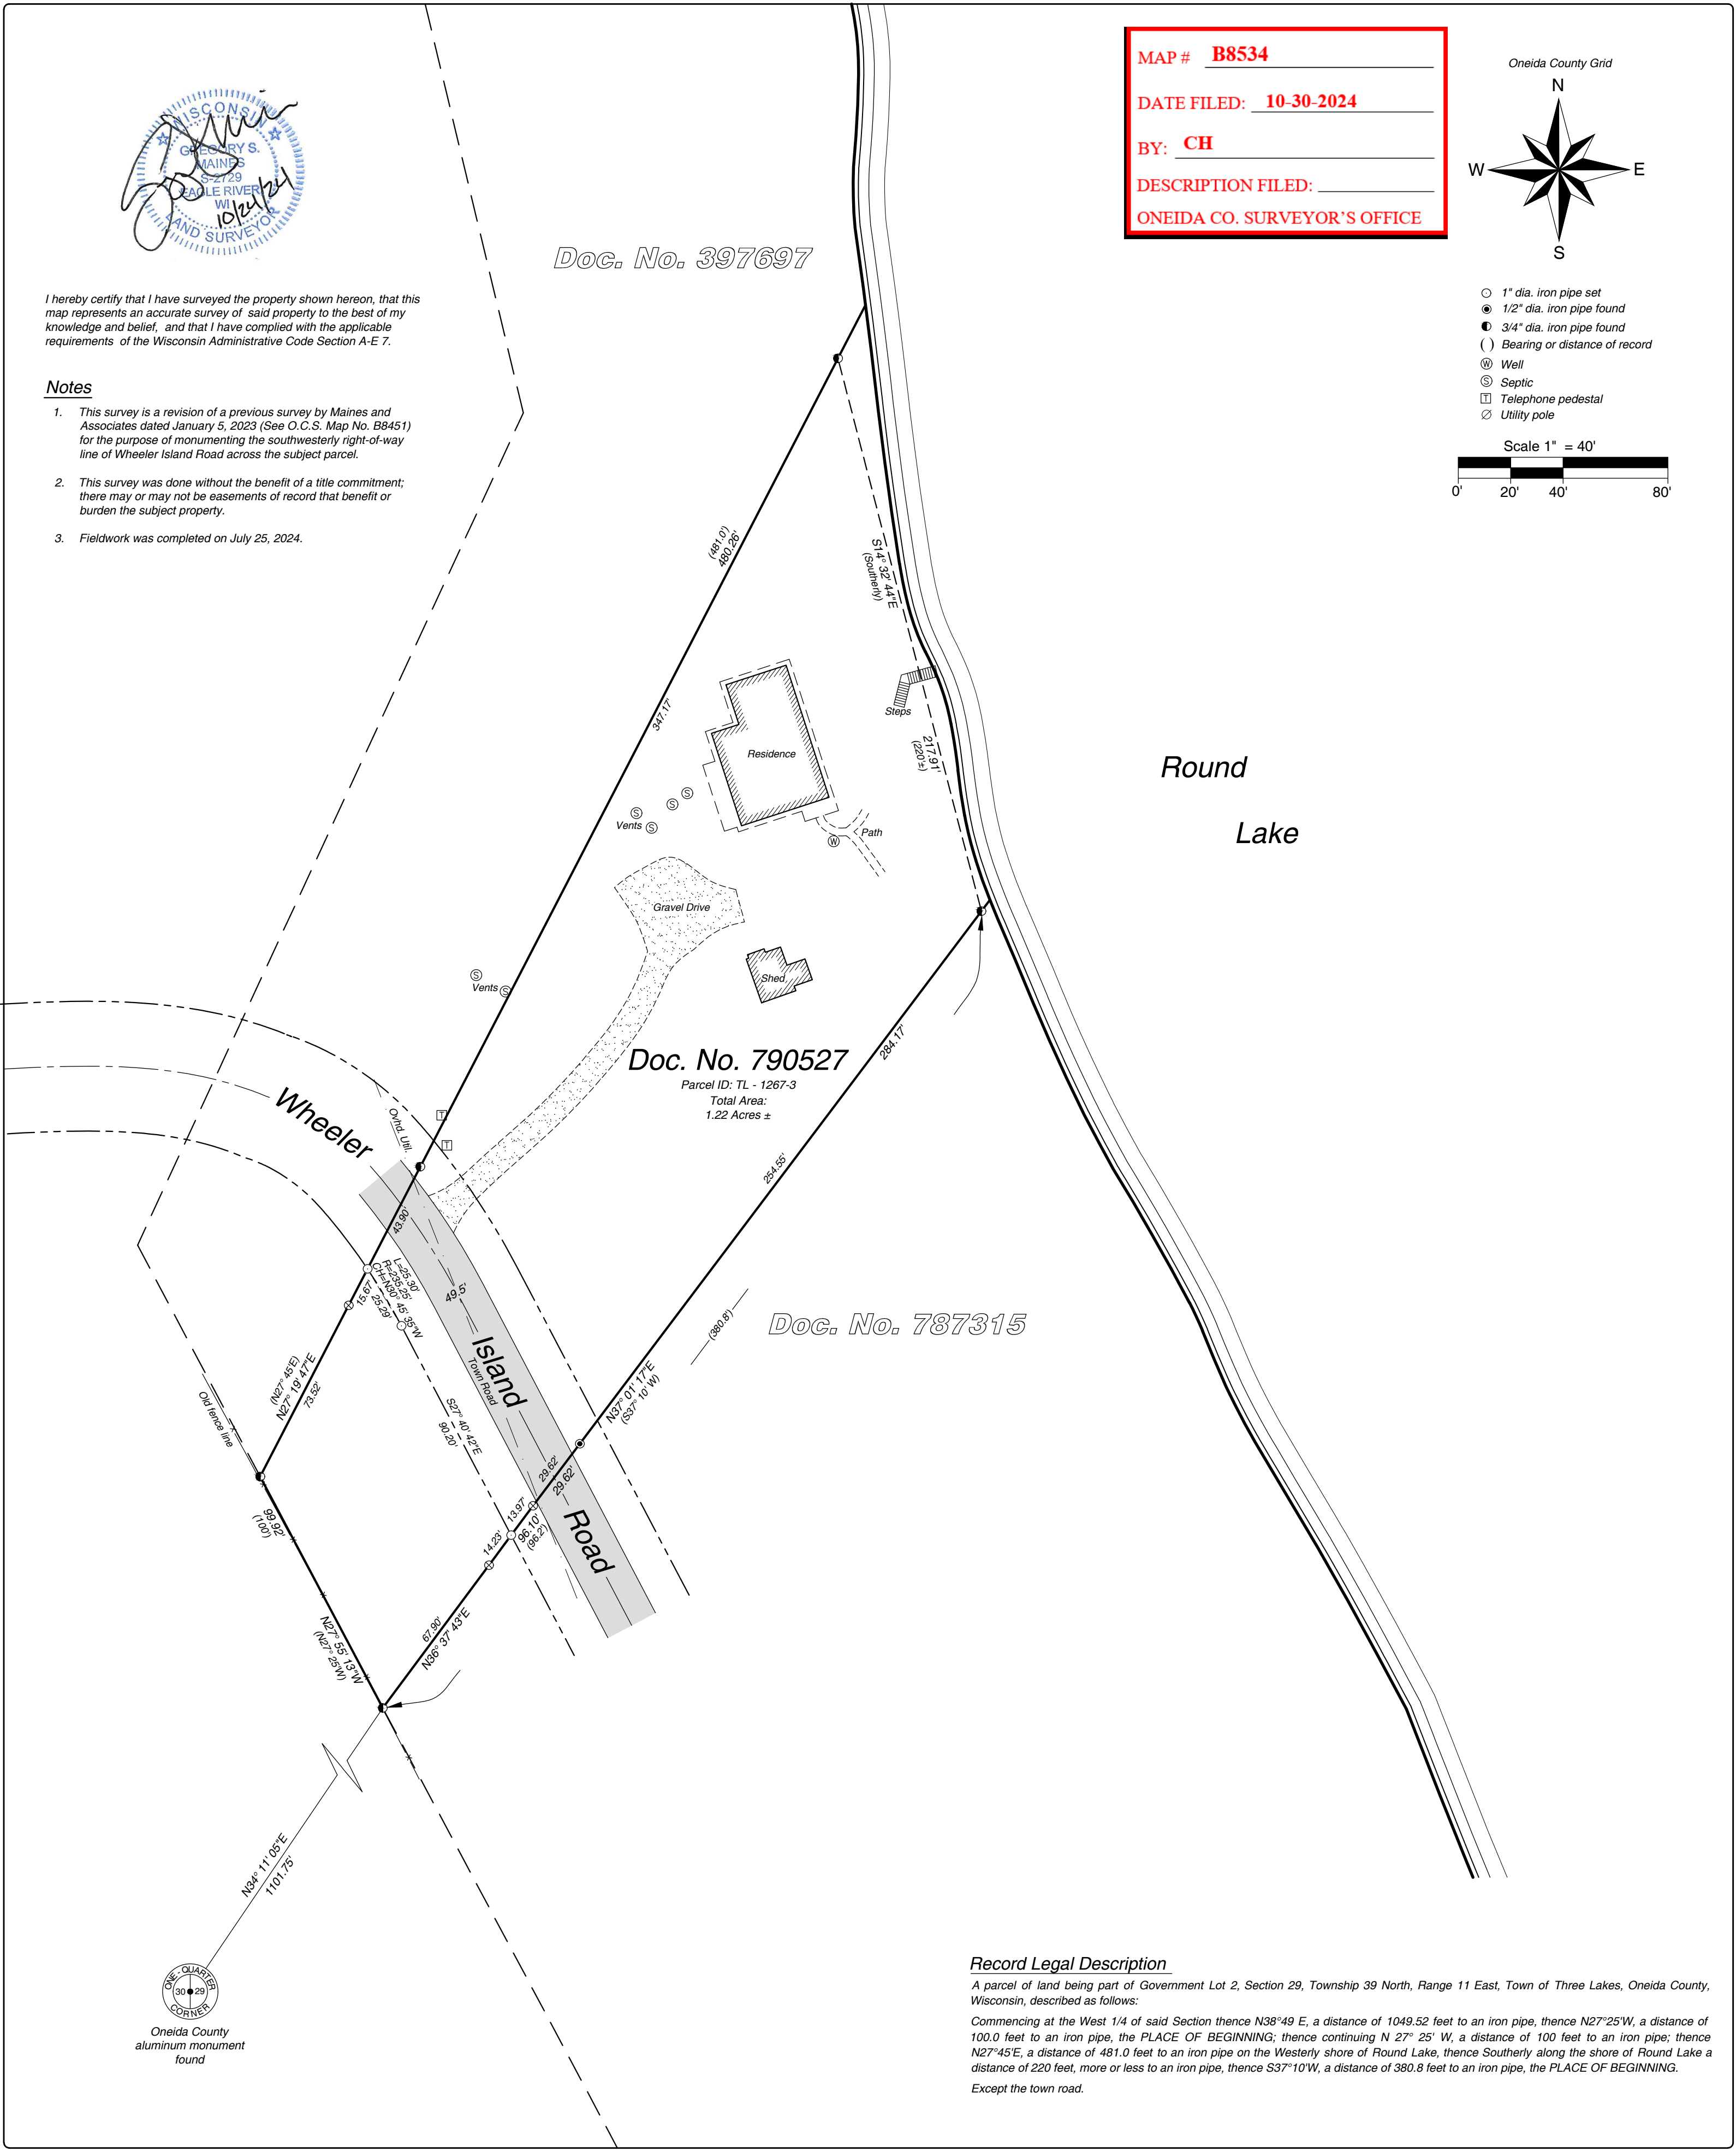 WISCONSIN
GREGORY S.
MAINES
S-2729
EAGLE RIVER
WI
10/24/24
LAND SURVEYOR
I hereby certify that I have surveyed the property shown hereon, that this
map represents an accurate survey of said property to the best of my
knowledge and belief, and that I have complied with the applicable
requirements of the Wisconsin Administrative Code Section A-E 7.
Notes
1. This survey is a revision of a previous survey by Maines and
Associates dated January 5, 2023 (See O.C.S. Map No. B8451)
for the purpose of monumenting the southwesterly right-of-way
line of Wheeler Island Road across the subject parcel.
2. This survey was done without the benefit of a title commitment;
there may or may not be easements of record that benefit or
burden the subject property.
3. Fieldwork was completed on July 25, 2024.
Doc. No. 397697
MAP # B8534
DATE FILED: 10-30-2024
BY: CH
DESCRIPTION FILED:
ONEIDA CO. SURVEYOR'S OFFICE
Oneida County Grid
N
W E
S
1" dia. iron pipe set
1/2" dia. iron pipe found
3/4" dia. iron pipe found
( ) Bearing or distance of record
W Well
S Septic
T Telephone pedestal
Utility pole
Scale 1" = 40'
0' 20' 40' 80'
(481.0')
480.26'
S14° 32' 44"E
(Southerly)
347.17'
Steps
217.91'
(220'±)
Residence
S
S
S
Vents S
Path
W
Round
Lake
Gravel Drive
Shed
S
Vents S
Doc. No. 790527
Parcel ID: TL - 1267-3
Total Area:
1.22 Acres ±
284.17'
254.55'
Wheeler
Ovhd. Util.
T
T
43.90'
L=25.30'
R=235.25'
CH=N30° 45' 35"W
25.29'
15.67'
49.5'
Island
Town Road
Doc. No. 787315
(380.8')
(N27° 45'E)
N27° 19' 47"E
73.52'
Old fence line
S27° 40' 42"E
90.20'
N37° 01' 17"E
(S37° 10' W)
29.62'
29.62'
13.97'
96.10'
(96.2')
14.23'
Road
99.92'
(100')
67.90'
N36° 37' 43"E
N27° 55' 13"W
(N27° 25'W)
N34° 11' 05"E
1101.75'
ONE-QUARTER
30 29
CORNER
Oneida County
aluminum monument
found
Record Legal Description
A parcel of land being part of Government Lot 2, Section 29, Township 39 North, Range 11 East, Town of Three Lakes, Oneida County,
Wisconsin, described as follows:
Commencing at the West 1/4 of said Section thence N38°49 E, a distance of 1049.52 feet to an iron pipe, thence N27°25'W, a distance of
100.0 feet to an iron pipe, the PLACE OF BEGINNING; thence continuing N 27° 25' W, a distance of 100 feet to an iron pipe; thence
N27°45'E, a distance of 481.0 feet to an iron pipe on the Westerly shore of Round Lake, thence Southerly along the shore of Round Lake a
distance of 220 feet, more or less to an iron pipe, thence S37°10'W, a distance of 380.8 feet to an iron pipe, the PLACE OF BEGINNING.
Except the town road.